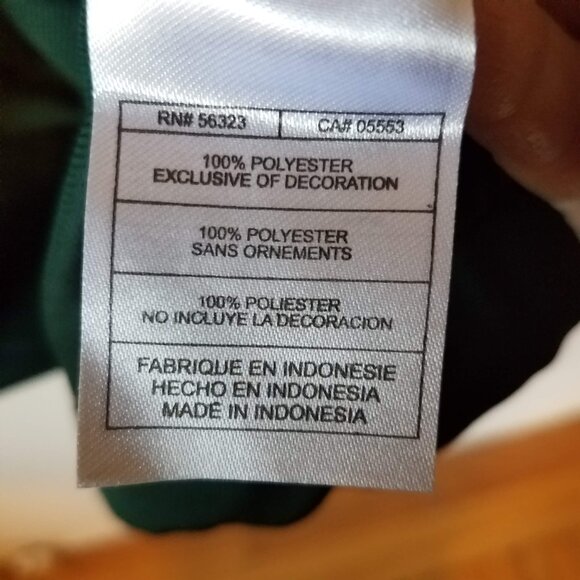 RN# 56323 CA# 05553
100% POLYESTER
EXCLUSIVE OF DECORATION
100% POLYESTER
SANS ORNEMENTS
100% POLIESTER
NO INCLUYE LA DECORACION
FABRIQUE EN INDONESIE
HECHO EN INDONESIA
MADE IN INDONESIA